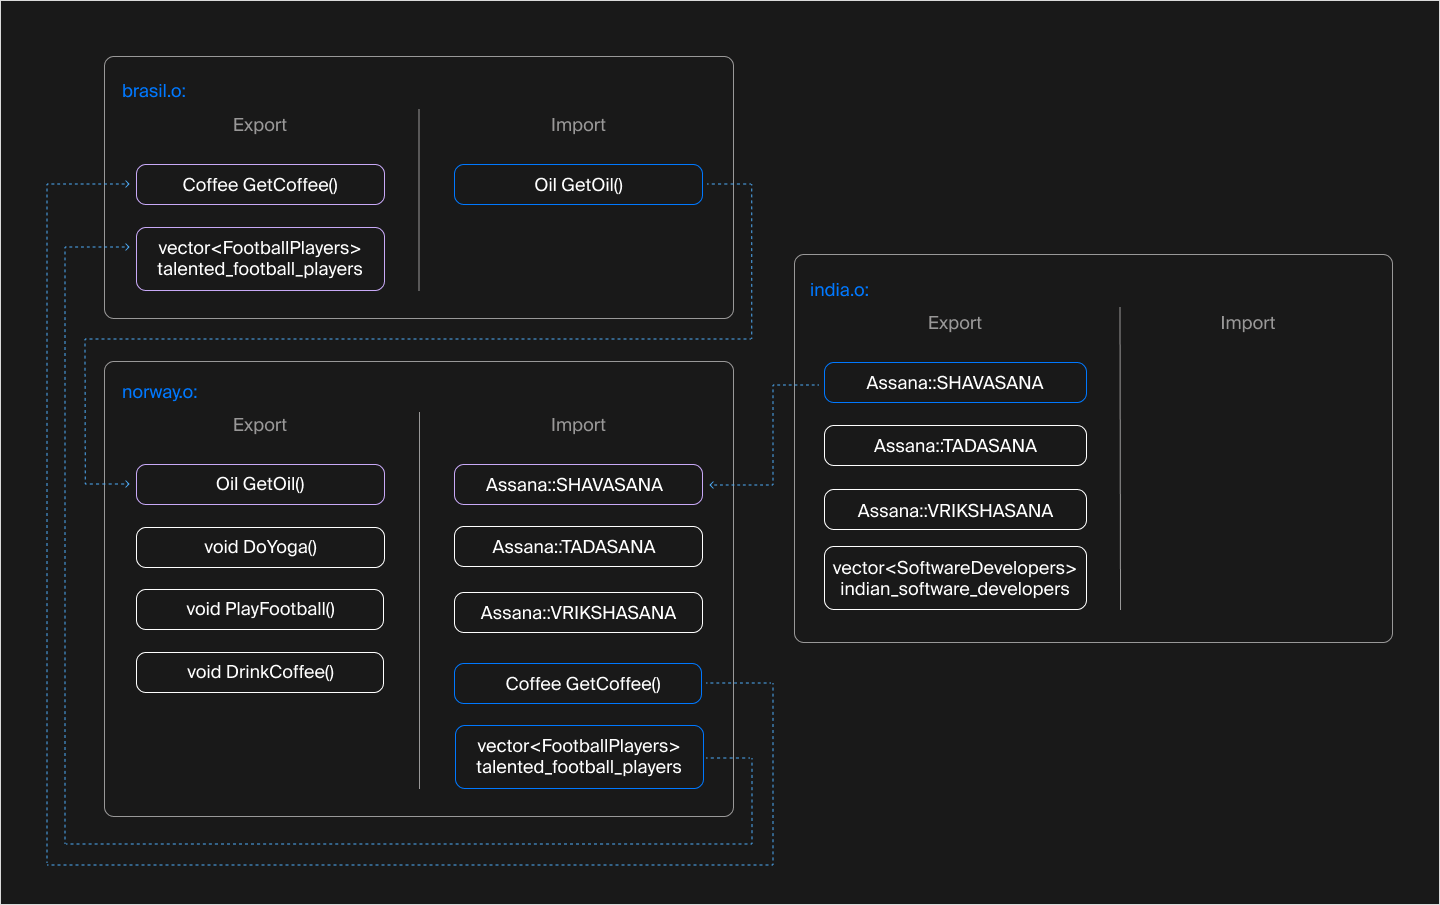 brasil.o:
Export
Import
Coffee GetCoffee()
Oil GetOil()
vector<FootballPlayers>
talented_football_players
norway.o:
Export
Import
Oil GetOil()
Assana::SHAVASANA
void DoYoga()
Assana::TADASANA
void PlayFootball()
Assana::VRIKSHASANA
void DrinkCoffee()
Coffee GetCoffee()
vector<FootballPlayers>
talented_football_players
india.o:
Export
Import
Assana::SHAVASANA
Assana::TADASANA
Assana::VRIKSHASANA
vector<SoftwareDevelopers>
indian_software_developers